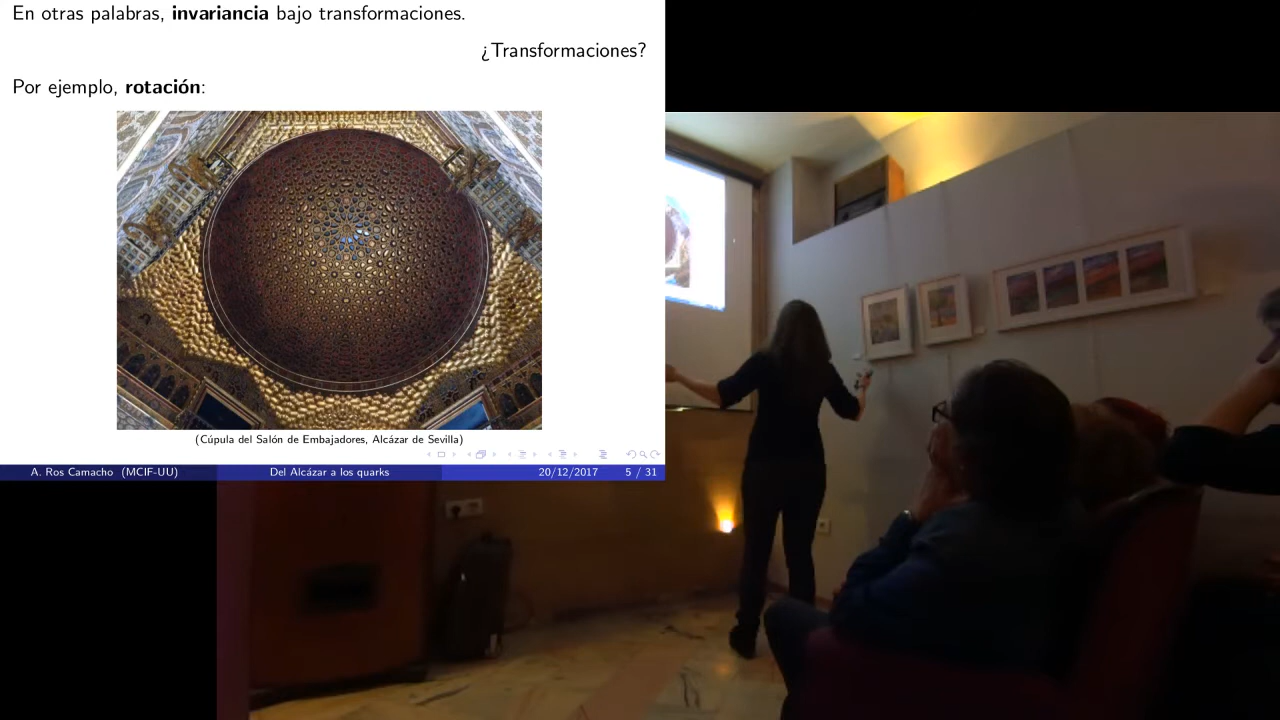 En otras palabras, invariancia bajo transformaciones.
¿Transformaciones?
Por ejemplo, rotación:
(Cúpula del Salón de Embajadores, Alcázar de Sevilla)
A. Ros Camacho (MCIF-UU) Del Alcázar a los quarks 20/12/2017 5 / 31